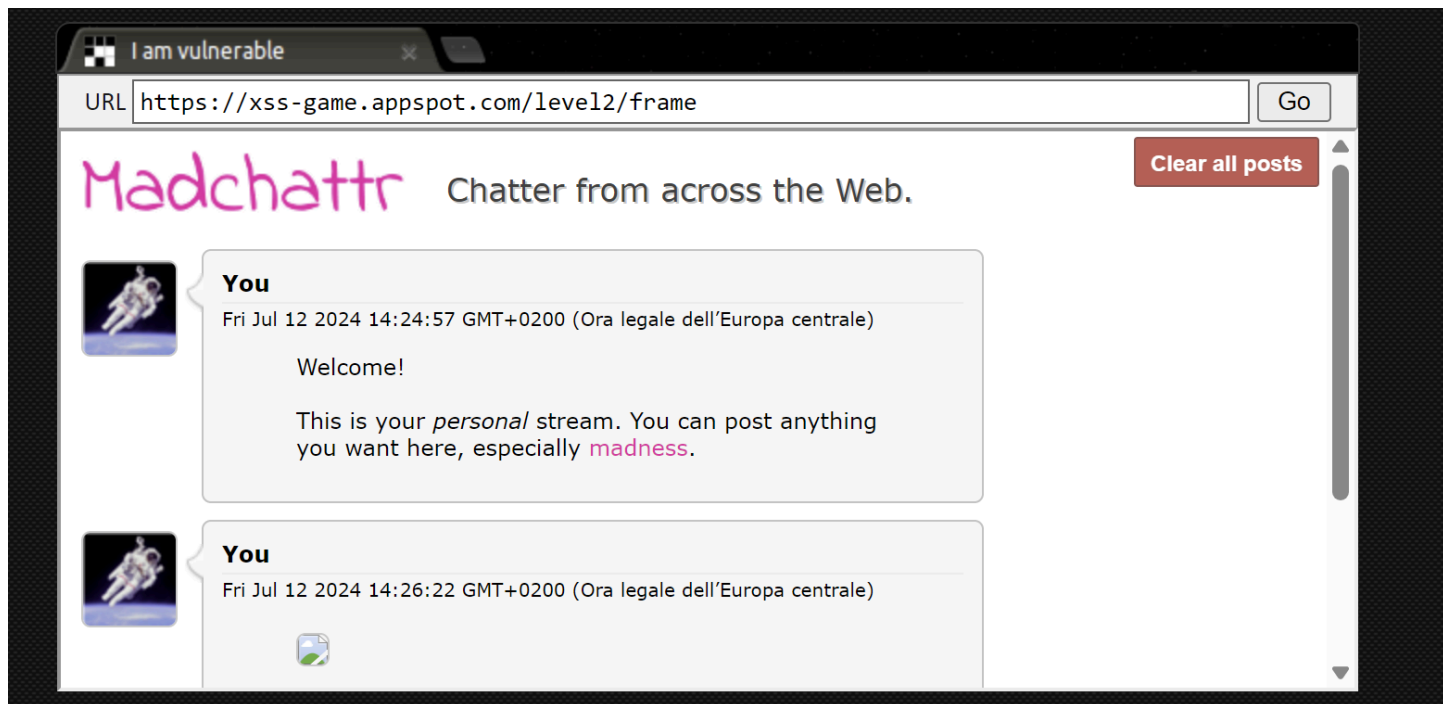 I am vulnerable
URL https://xss-game.appspot.com/level2/frame Go
Madchattr Chatter from across the Web. Clear all posts
You
Fri Jul 12 2024 14:24:57 GMT+0200 (Ora legale dell’Europa centrale)
Welcome!
This is your personal stream. You can post anything
you want here, especially madness.
You
Fri Jul 12 2024 14:26:22 GMT+0200 (Ora legale dell’Europa centrale)